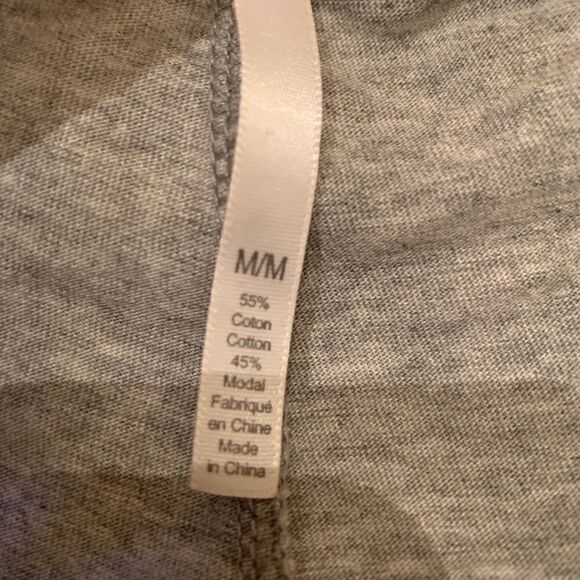 M/M
55%
Coton
Cotton
45%
Modal
Fabriqué
en Chine
Made
in China